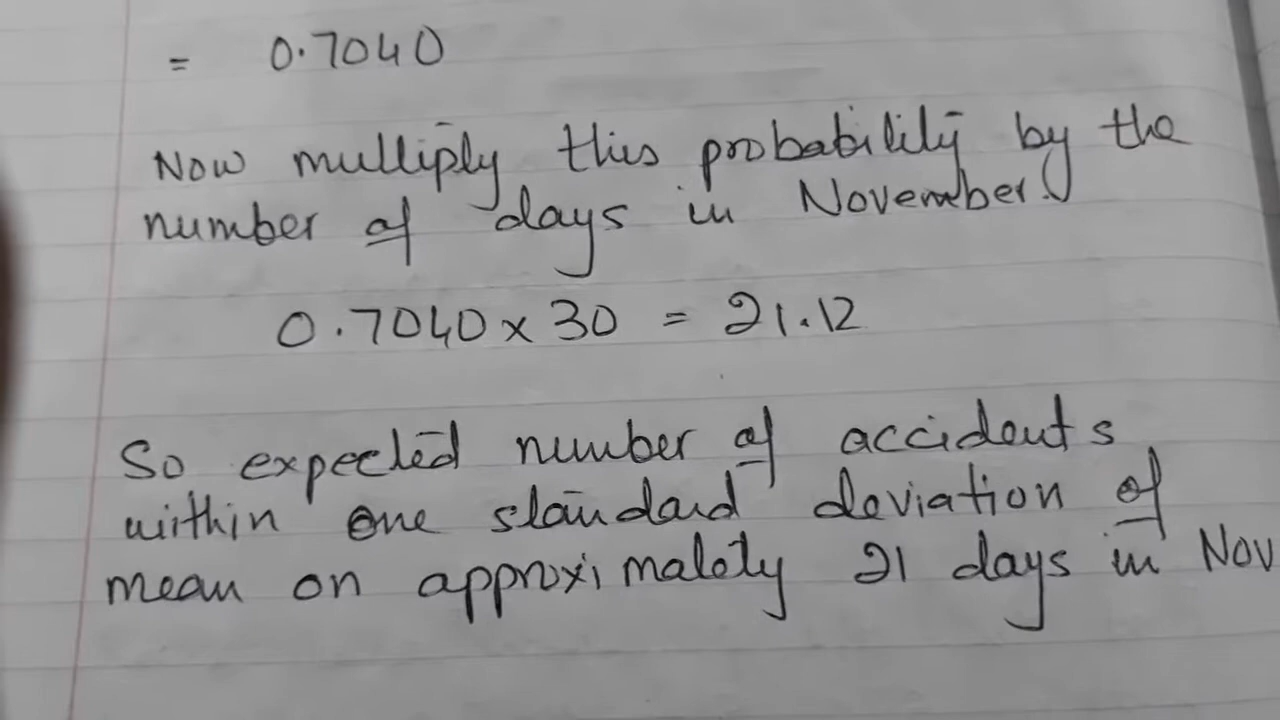 = 0.7040
Now multiply this probability by the
number of days in November.
0.7040 × 30 = 21.12
So expected number of accidents
within one standard deviation of
mean on approximately 21 days in Nov